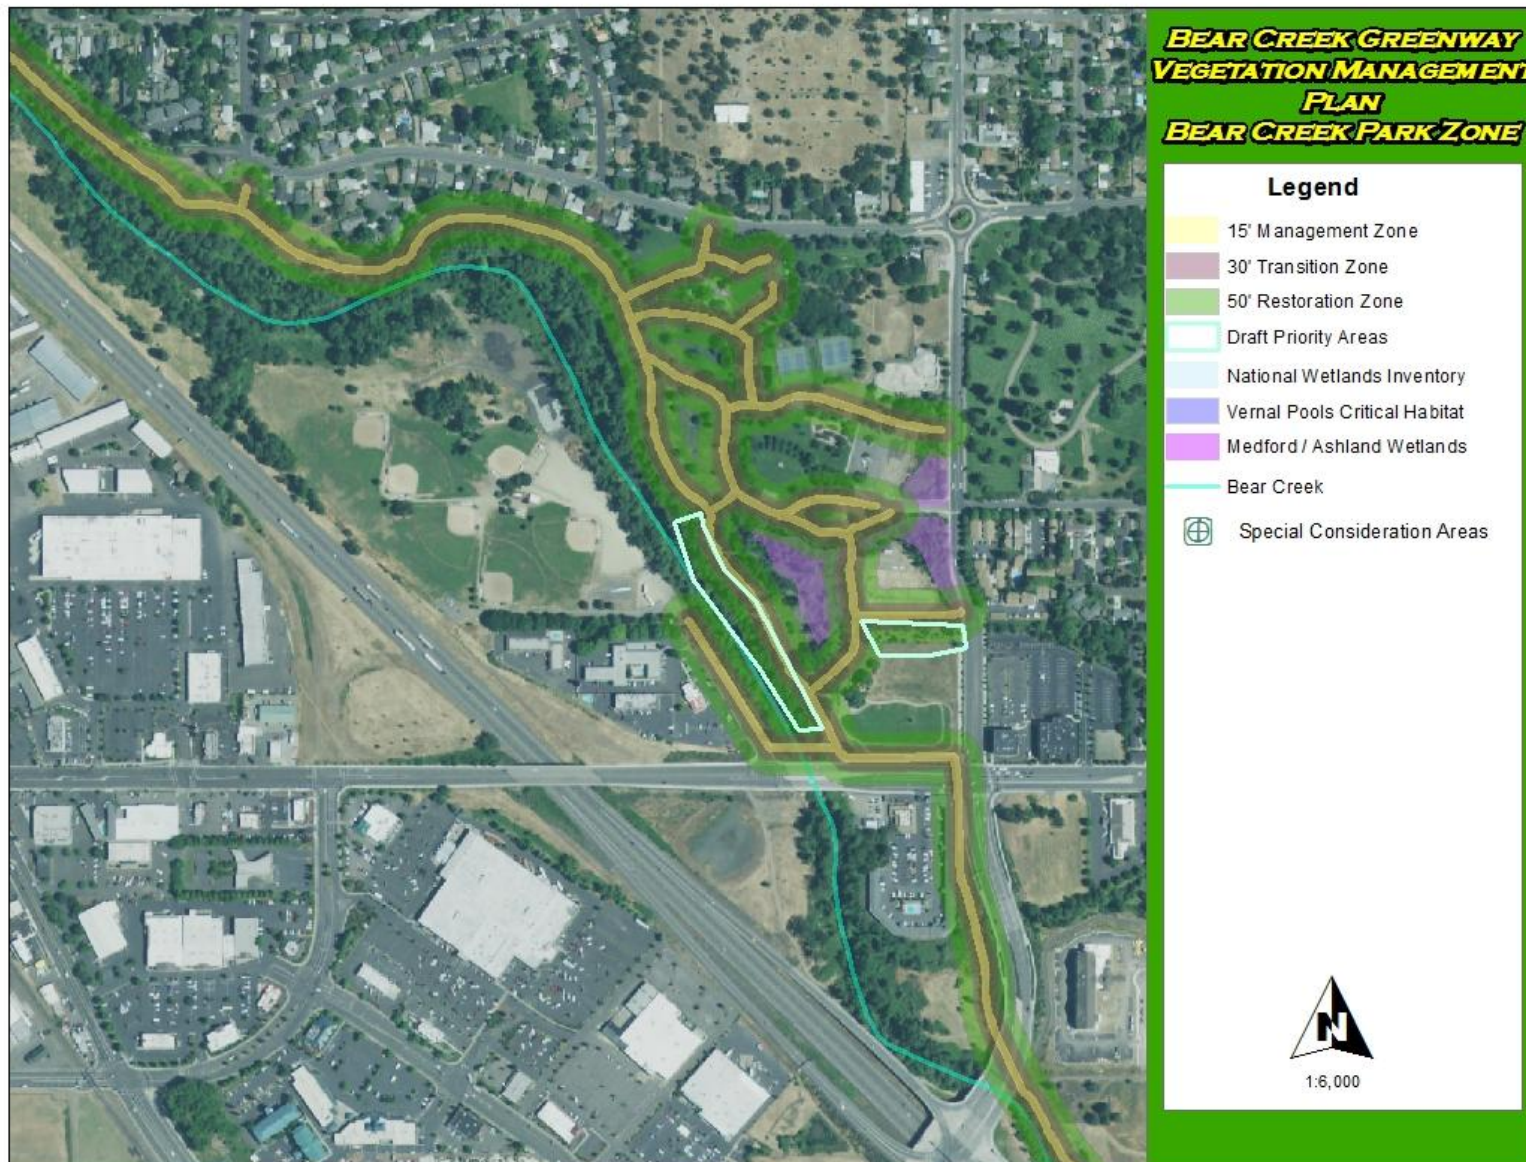 BEAR CREEK GREENWAY
VEGETATION MANAGEMENT
PLAN
BEAR CREEK PARK ZONE
Legend
15' Management Zone
30' Transition Zone
50' Restoration Zone
Draft Priority Areas
National Wetlands Inventory
Vernal Pools Critical Habitat
Medford / Ashland Wetlands
Bear Creek
Special Consideration Areas
N
1:6,000